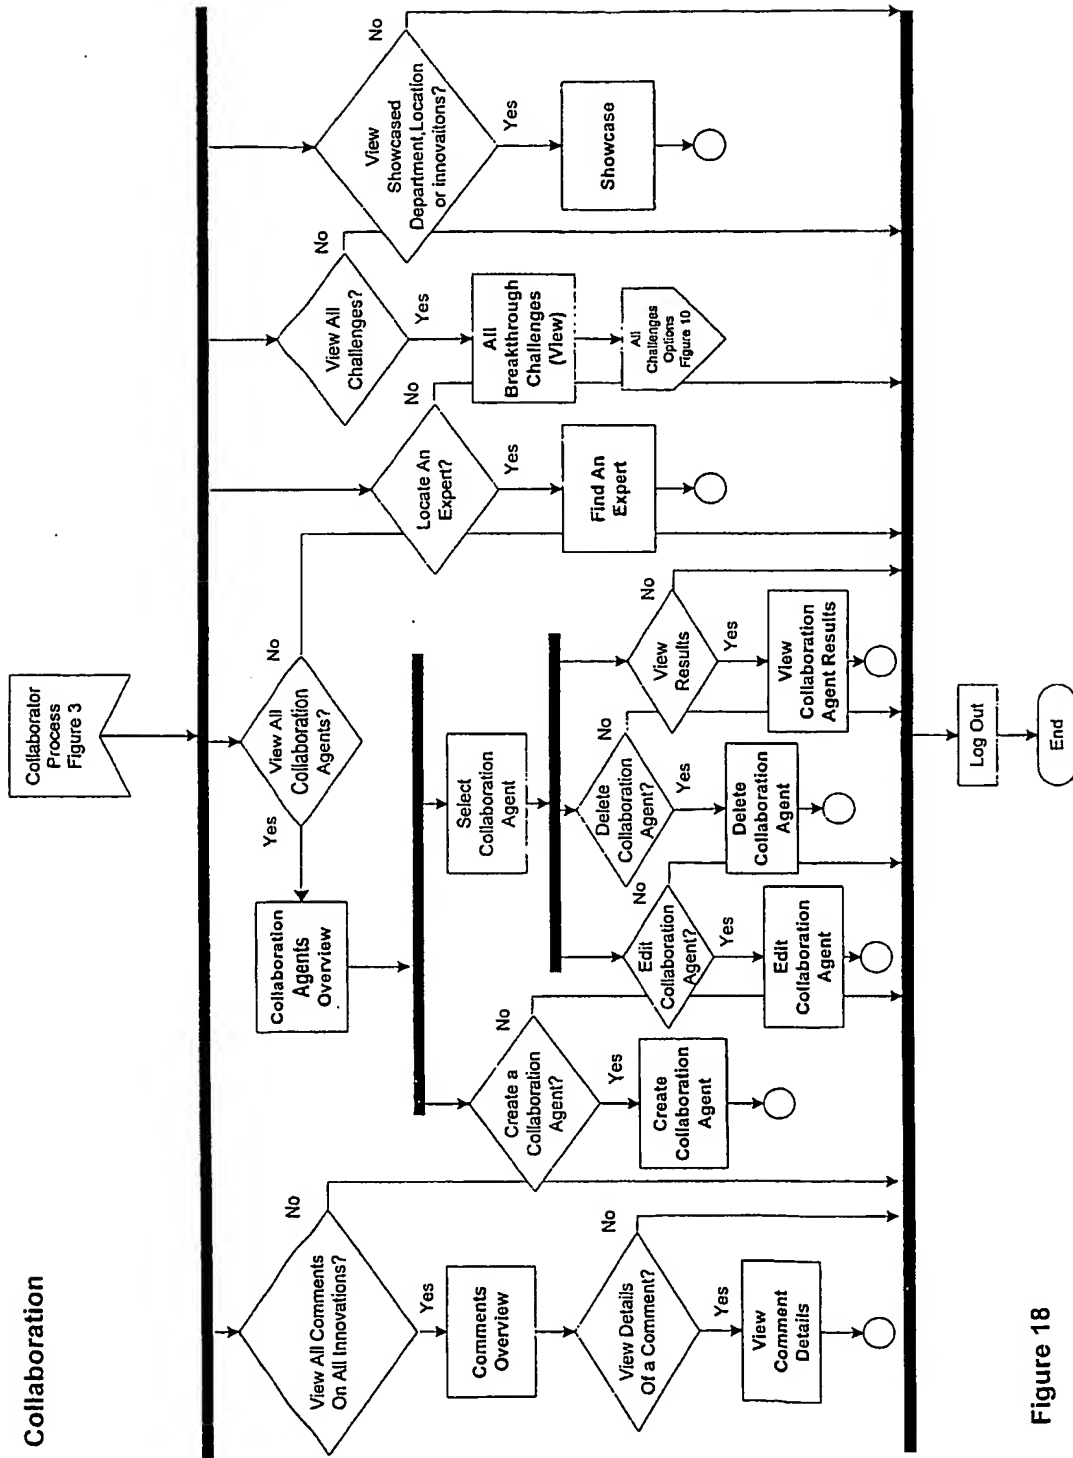 Collaboration
Collaborator
Process
Figure 3
View All Comments
On All Innovations?
No
Yes
Comments
Overview
View Details
Of a Comment?
No
Yes
View
Comment
Details
View All
Collaboration
Agents?
No
Yes
Collaboration
Agents
Overview
Create a
Collaboration
Agent?
No
Yes
Create
Collaboration
Agent
Select
Collaboration
Agent
Edit
Collaboration
Agent?
No
Yes
Edit
Collaboration
Agent
Delete
Collaboration
Agent?
No
Yes
Delete
Collaboration
Agent
View
Results
No
Yes
View
Collaboration
Agent Results
Locate An
Expert?
No
Yes
Find An
Expert
View All
Challenges?
No
Yes
All
Breakthrough
Challenges
(View)
All
Challenges
Options
Figure 10
View
Showcased
Department,Location
or innovaitons?
No
Yes
Showcase
Log Out
End
Figure 18